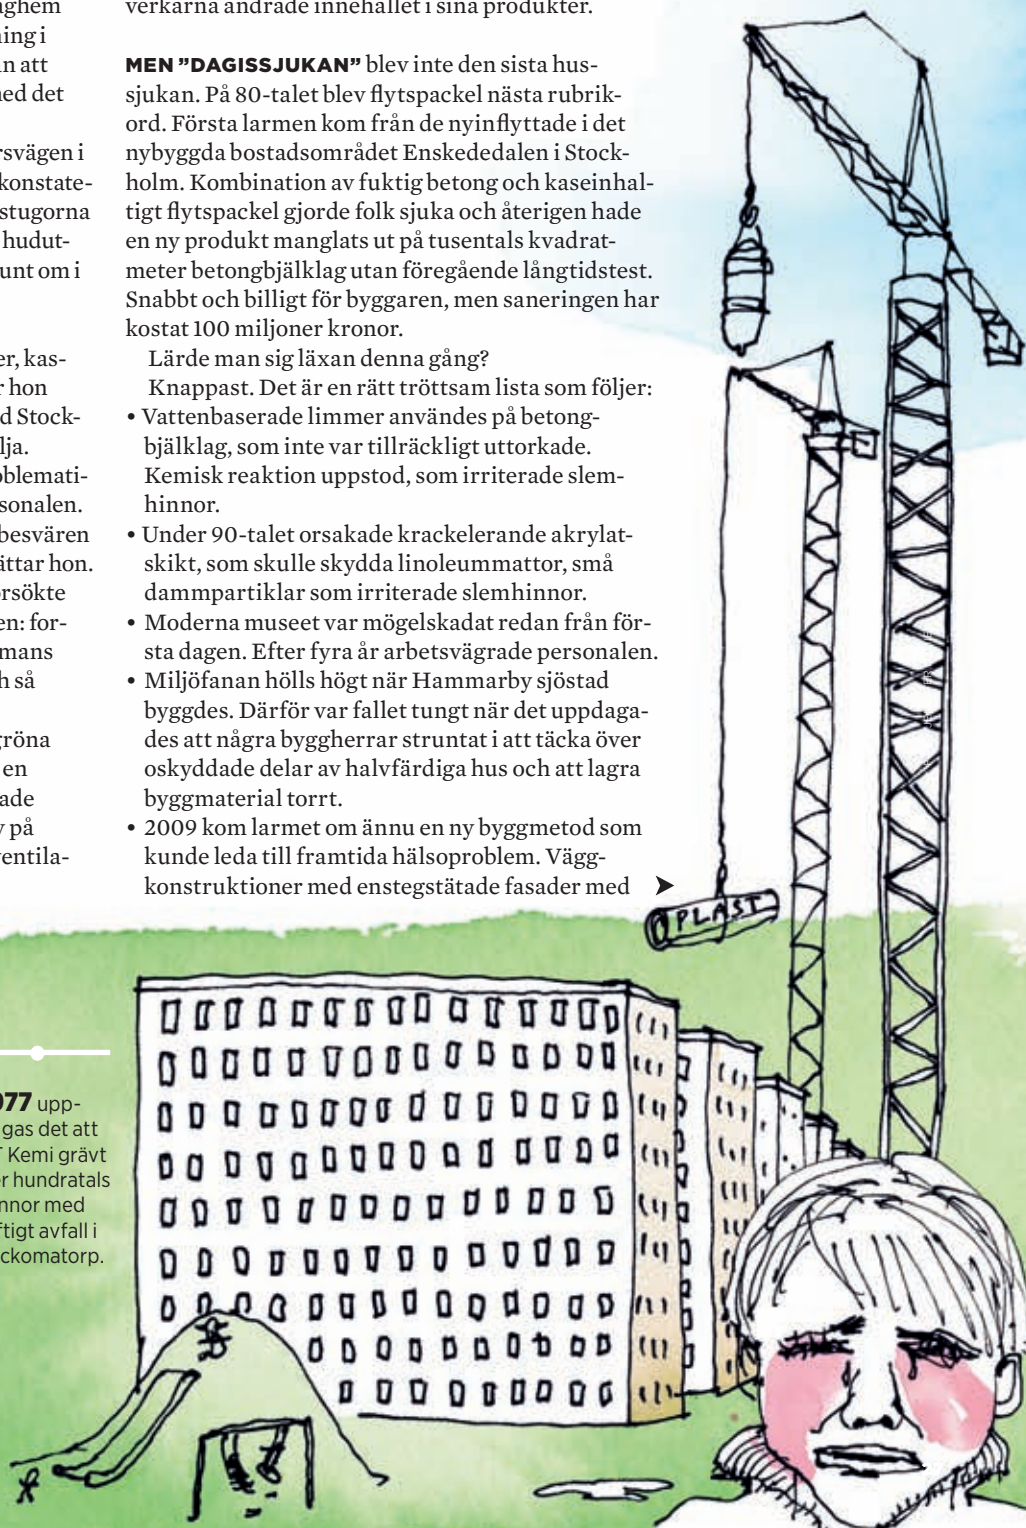 aghem
ning i
an att
med det
rsvägen i
konstate-
stugorna
hudut-
unt om i
er, kas-
r hon
d Stock-
lja.
oblemati-
sonalen.
besvären
ättar hon.
rsökte
en: for-
mans
h så
gröna
en
ade
v på
ventila-
verkarna ändrade innehållet i sina produkter.
MEN ”DAGISSJUKAN” blev inte den sista hus-
sjukan. På 80-talet blev flytspackel nästa rubrik-
ord. Första larmen kom från de nyinflyttade i det
nybyggda bostadsområdet Enskededalen i Stock-
holm. Kombination av fuktig betong och kaseinhal-
tigt flytspackel gjorde folk sjuka och återigen hade
en ny produkt manglats ut på tusentals kvadrat-
meter betongbjälklag utan föregående långtidstest.
Snabbt och billigt för byggaren, men saneringen har
kostat 100 miljoner kronor.
Lärde man sig läxan denna gång?
Knappast. Det är en rätt tröttsam lista som följer:
• Vattenbaserade limmer användes på betong-
bjälklag, som inte var tillräckligt uttorkade.
Kemisk reaktion uppstod, som irriterade slem-
hinnor.
• Under 90-talet orsakade krackelerande akrylat-
skikt, som skulle skydda linoleummattor, små
dammpartiklar som irriterade slemhinnor.
• Moderna museet var mögelskadat redan från för-
sta dagen. Efter fyra år arbetsvägrade personalen.
• Miljöfanan hölls högt när Hammarby sjöstad
byggdes. Därför var fallet tungt när det uppdaga-
des att några byggherrar struntat i att täcka över
oskyddade delar av halvfärdiga hus och att lagra
byggmaterial torrt.
• 2009 kom larmet om ännu en ny byggmetod som
kunde leda till framtida hälsoproblem. Vägg-
konstruktioner med enstegstätade fasader med
PLAST
977 upp-
gas det att
T Kemi grävt
er hundratals
nnor med
ftigt avfall i
ckomatorp.